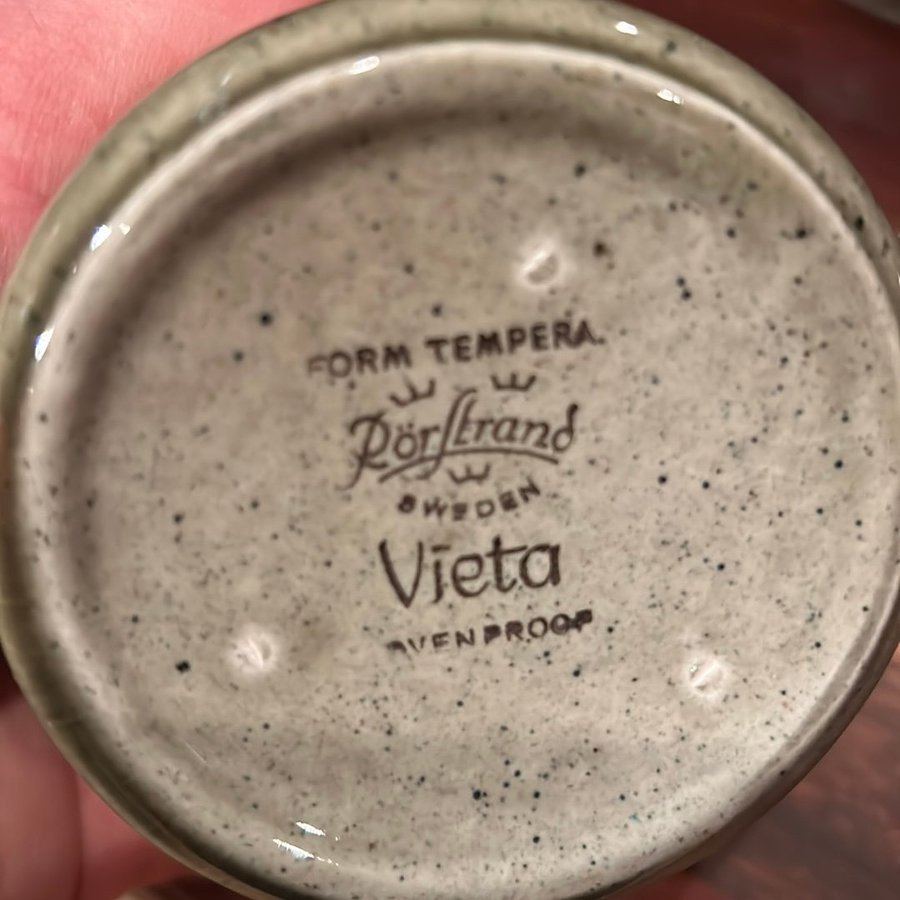 FORM TEMPERA.
Rörstrand
SWEDEN
Vieta
OVENPROOF